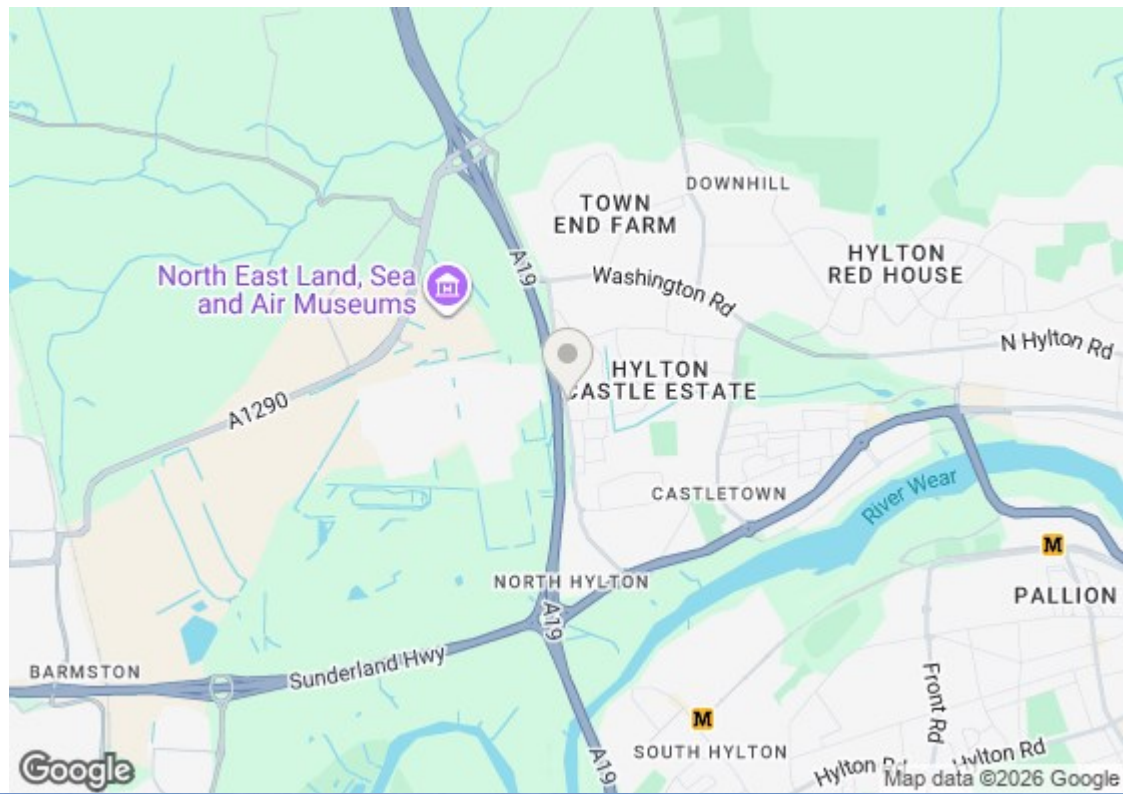 DOWNHILL
TOWN
END FARM
HYLTON
RED HOUSE
A19
Washington Rd
North East Land, Sea
and Air Museums
N Hylton Rd
HYLTON
CASTLE ESTATE
A1290
CASTLETOWN
River Wear
M
NORTH HYLTON
PALLION
A19
Sunderland Hwy
BARMSTON
Front Rd
M
SOUTH HYLTON
A19
Hylton Rd
Hylton Rd
Google
Map data ©2026 Google